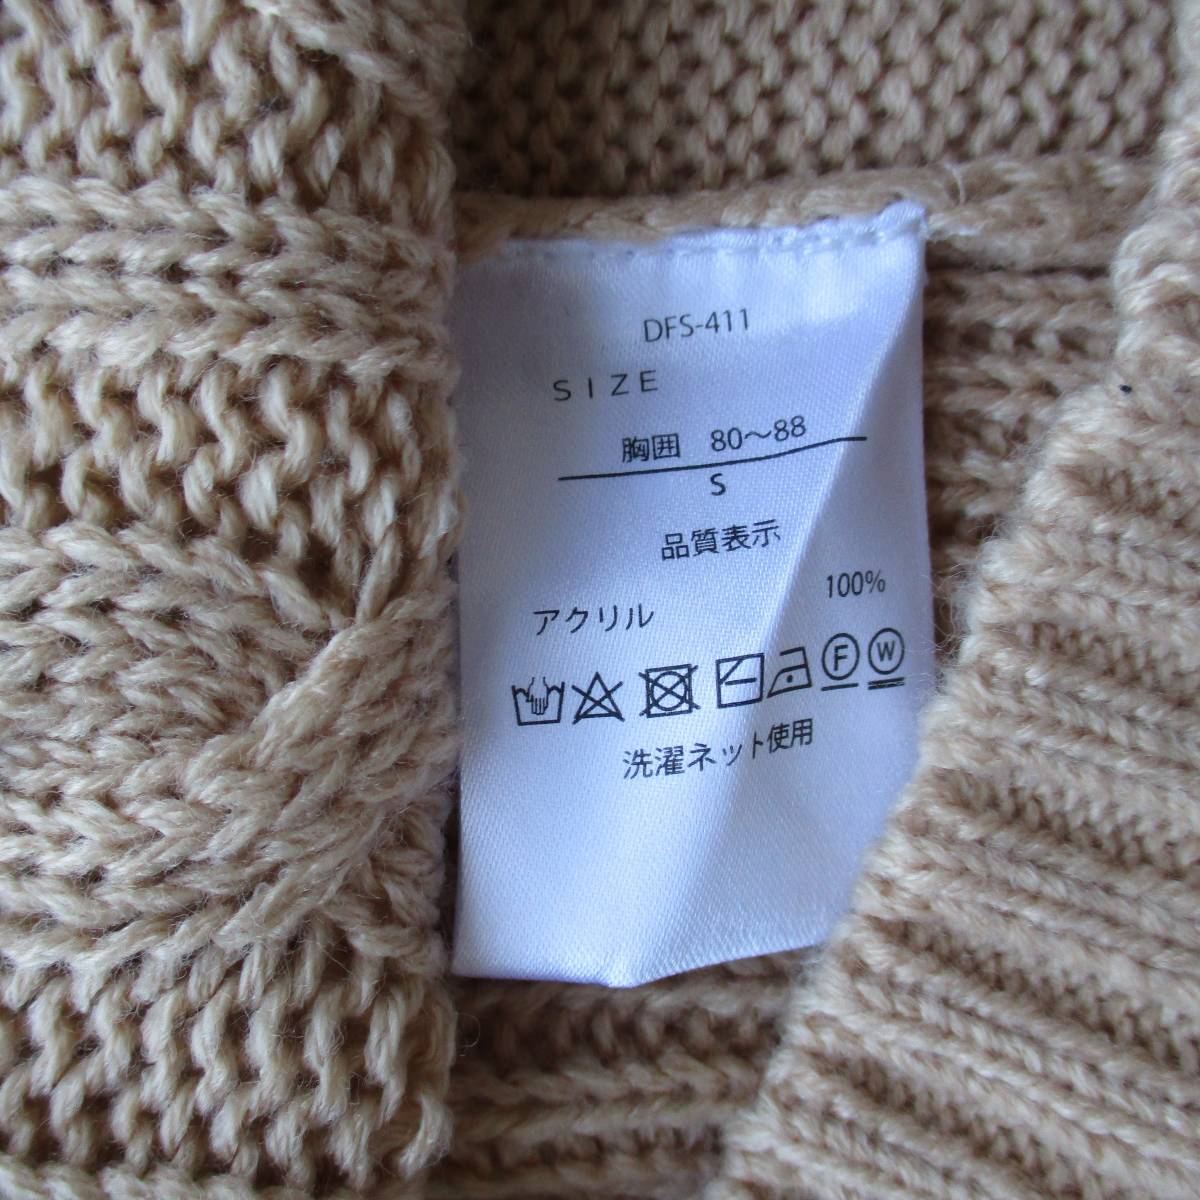 DFS-411
SIZE
胸囲 80～88
S
品質表示
アクリル 100%
F W
洗濯ネット使用